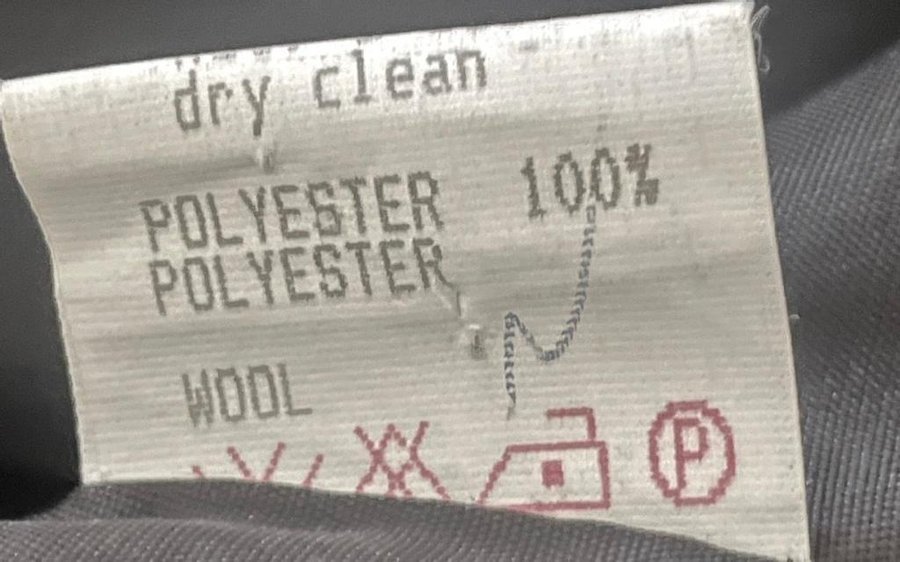 dry clean
POLYESTER 100%
POLYESTER
WOOL
P